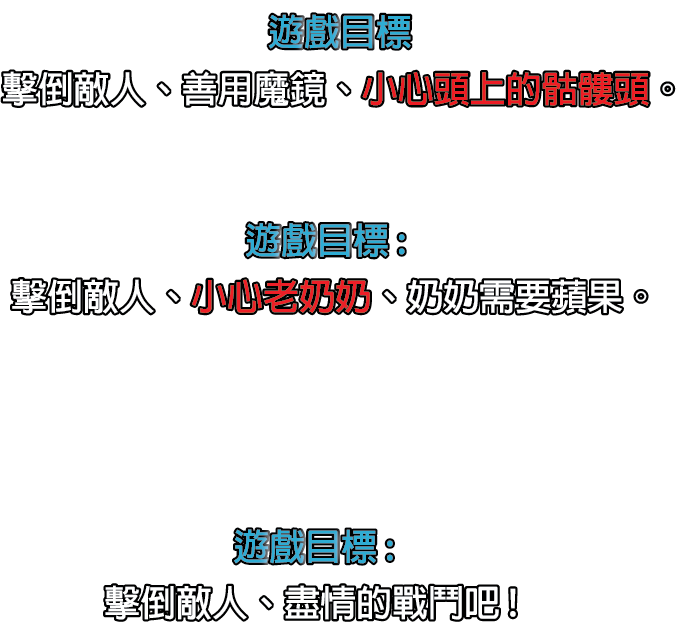 遊戲目標
擊倒敵人、善用魔鏡、小心頭上的骷髏頭。
遊戲目標:
擊倒敵人、小心老奶奶、奶奶需要蘋果。
遊戲目標:
擊倒敵人、盡情的戰鬥吧!